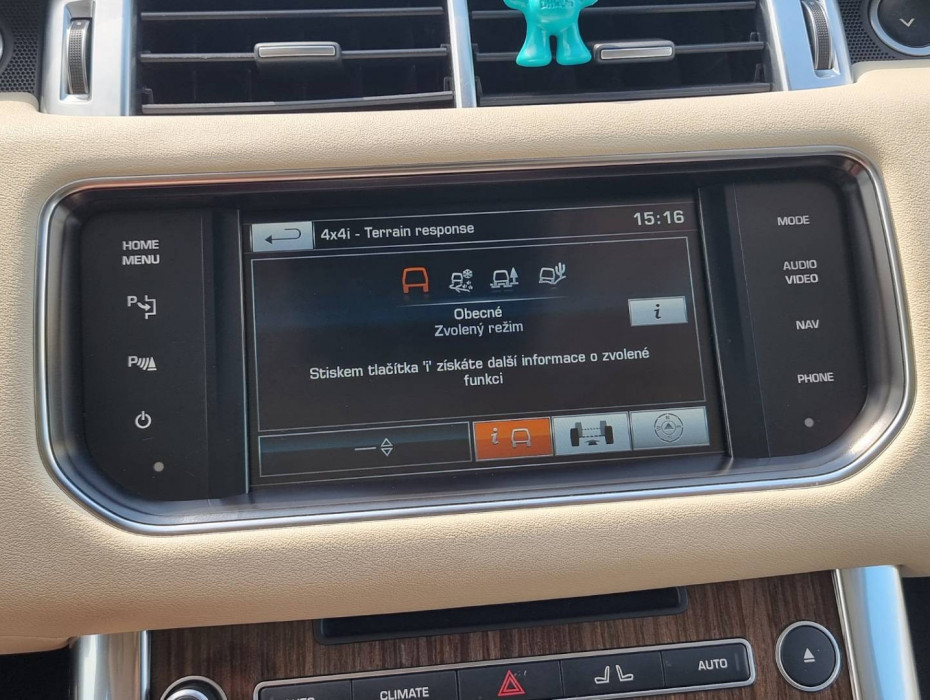 HOME
MENU
P
P
4x4i - Terrain response
15:16
Obecné
Zvolený režim
i
Stiskem tlačítka 'i' získáte další informace o zvolené
funkci
i
MODE
AUDIO
VIDEO
NAV
PHONE
CLIMATE
AUTO